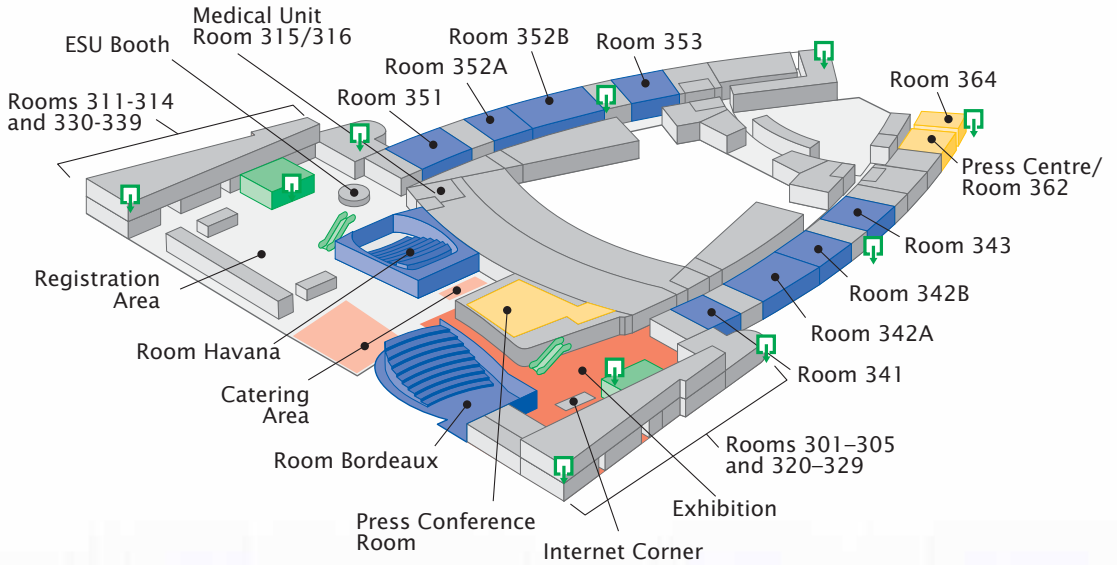 Medical Unit
Room 315/316
ESU Booth
Room 352B
Room 353
Room 352A
Room 351
Room 364
Rooms 311-314
and 330-339
Press Centre/
Room 362
Room 343
Registration
Area
Room 342B
Room 342A
Room Havana
Room 341
Catering
Area
Rooms 301–305
and 320–329
Room Bordeaux
Exhibition
Press Conference
Room
Internet Corner